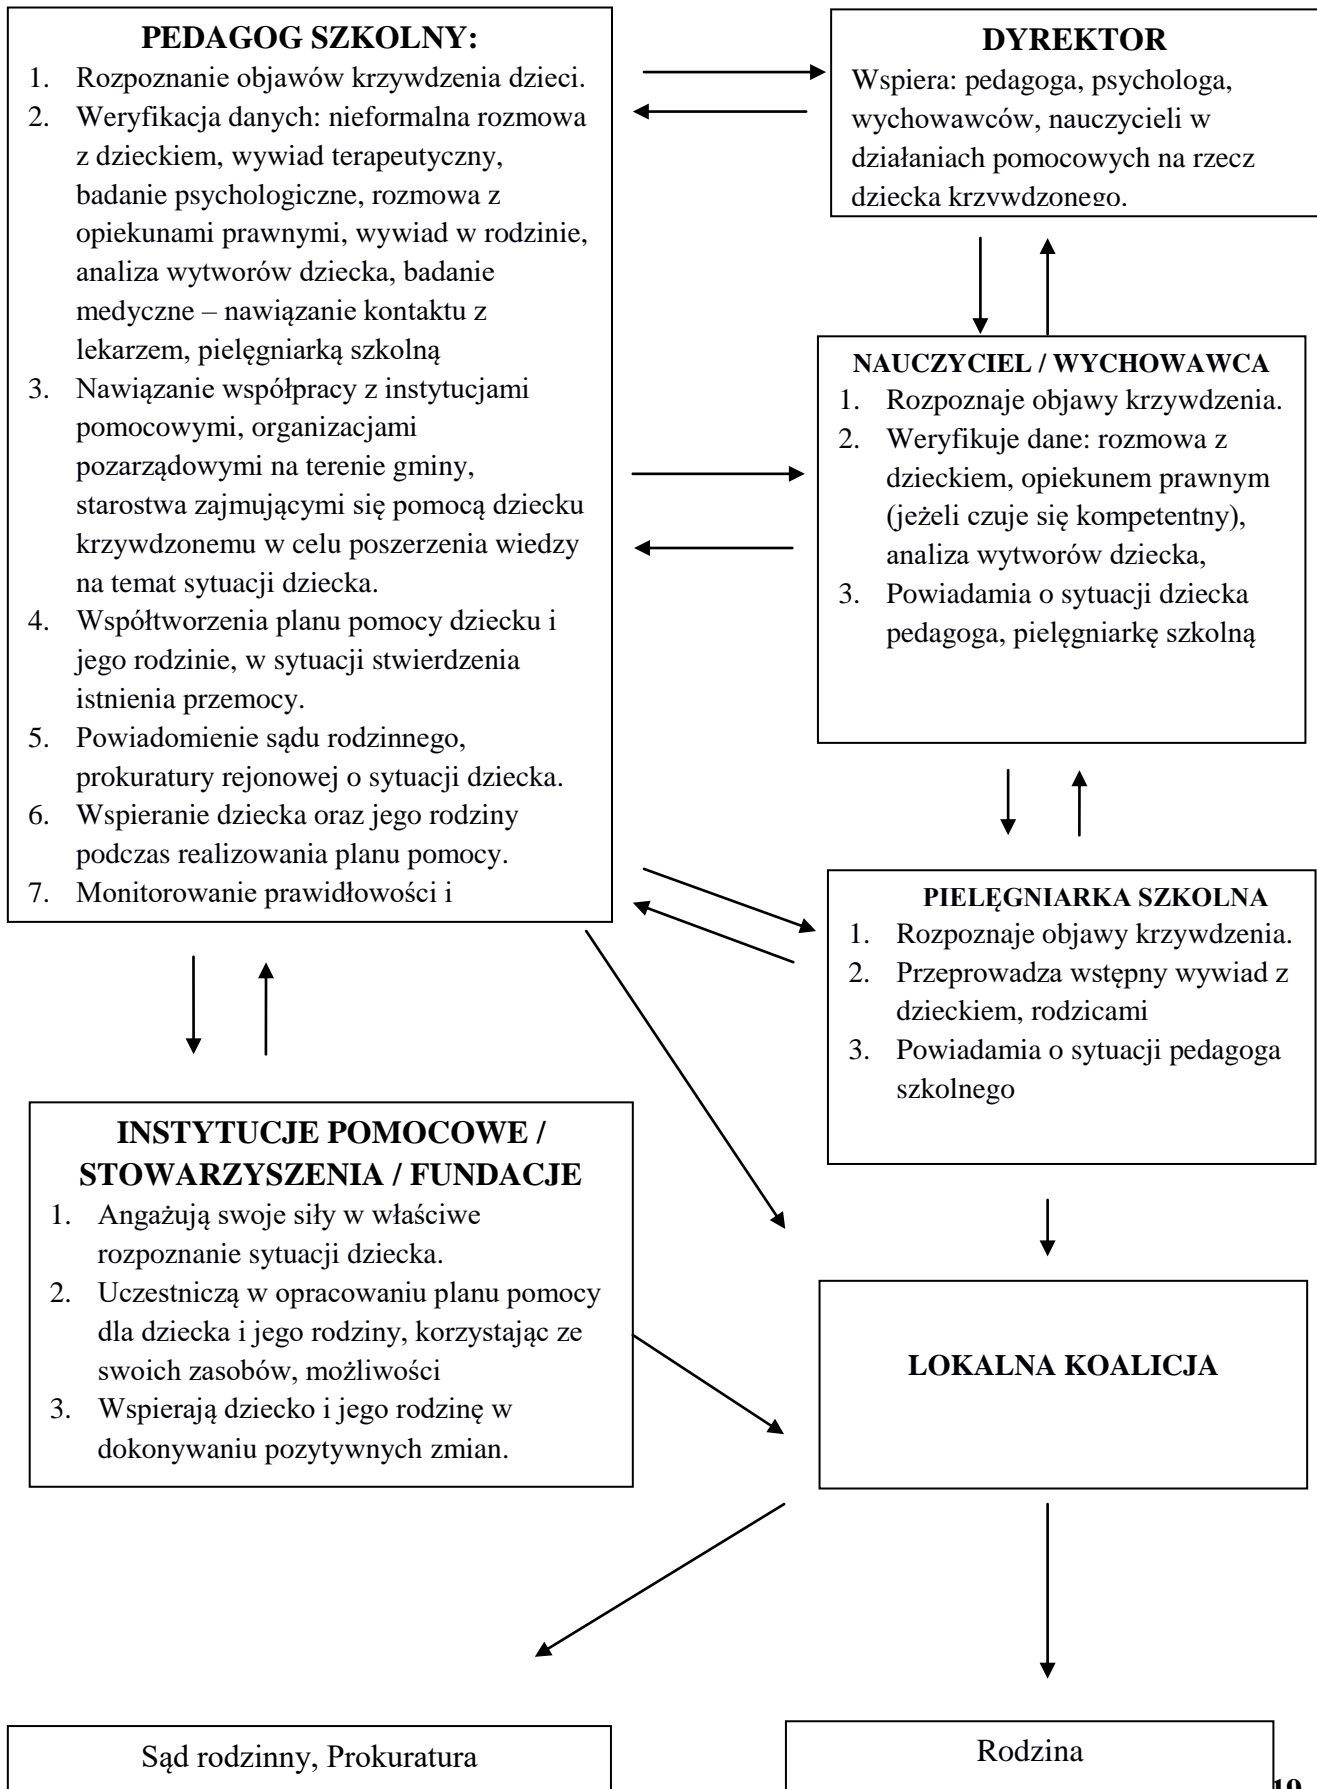 PEDAGOG SZKOLNY:
1. Rozpoznanie objawów krzywdzenia dzieci.
2. Weryfikacja danych: nieformalna rozmowa
z dzieckiem, wywiad terapeutyczny,
badanie psychologiczne, rozmowa z
opiekunami prawnymi, wywiad w rodzinie,
analiza wytworów dziecka, badanie
medyczne – nawiązanie kontaktu z
lekarzem, pielęgniarką szkolną
3. Nawiązanie współpracy z instytucjami
pomocowymi, organizacjami
pozarządowymi na terenie gminy,
starostwa zajmującymi się pomocą dziecku
krzywdzonemu w celu poszerzenia wiedzy
na temat sytuacji dziecka.
4. Współtworzenia planu pomocy dziecku i
jego rodzinie, w sytuacji stwierdzenia
istnienia przemocy.
5. Powiadomienie sądu rodzinnego,
prokuratury rejonowej o sytuacji dziecka.
6. Wspieranie dziecka oraz jego rodziny
podczas realizowania planu pomocy.
7. Monitorowanie prawidłowości i
DYREKTOR
Wspiera: pedagoga, psychologa,
wychowawców, nauczycieli w
działaniach pomocowych na rzecz
dziecka krzywdzonego.
NAUCZYCIEL / WYCHOWAWCA
1. Rozpoznaje objawy krzywdzenia.
2. Weryfikuje dane: rozmowa z
dzieckiem, opiekunem prawnym
(jeżeli czuje się kompetentny),
analiza wytworów dziecka,
3. Powiadamia o sytuacji dziecka
pedagoga, pielęgniarkę szkolną
PIELĘGNIARKA SZKOLNA
1. Rozpoznaje objawy krzywdzenia.
2. Przeprowadza wstępny wywiad z
dzieckiem, rodzicami
3. Powiadamia o sytuacji pedagoga
szkolnego
INSTYTUCJE POMOCOWE /
STOWARZYSZENIA / FUNDACJE
1. Angażują swoje siły w właściwe
rozpoznanie sytuacji dziecka.
2. Uczestniczą w opracowaniu planu pomocy
dla dziecka i jego rodziny, korzystając ze
swoich zasobów, możliwości
3. Wspierają dziecko i jego rodzinę w
dokonywaniu pozytywnych zmian.
LOKALNA KOALICJA
Sąd rodzinny, Prokuratura
Rodzina
19